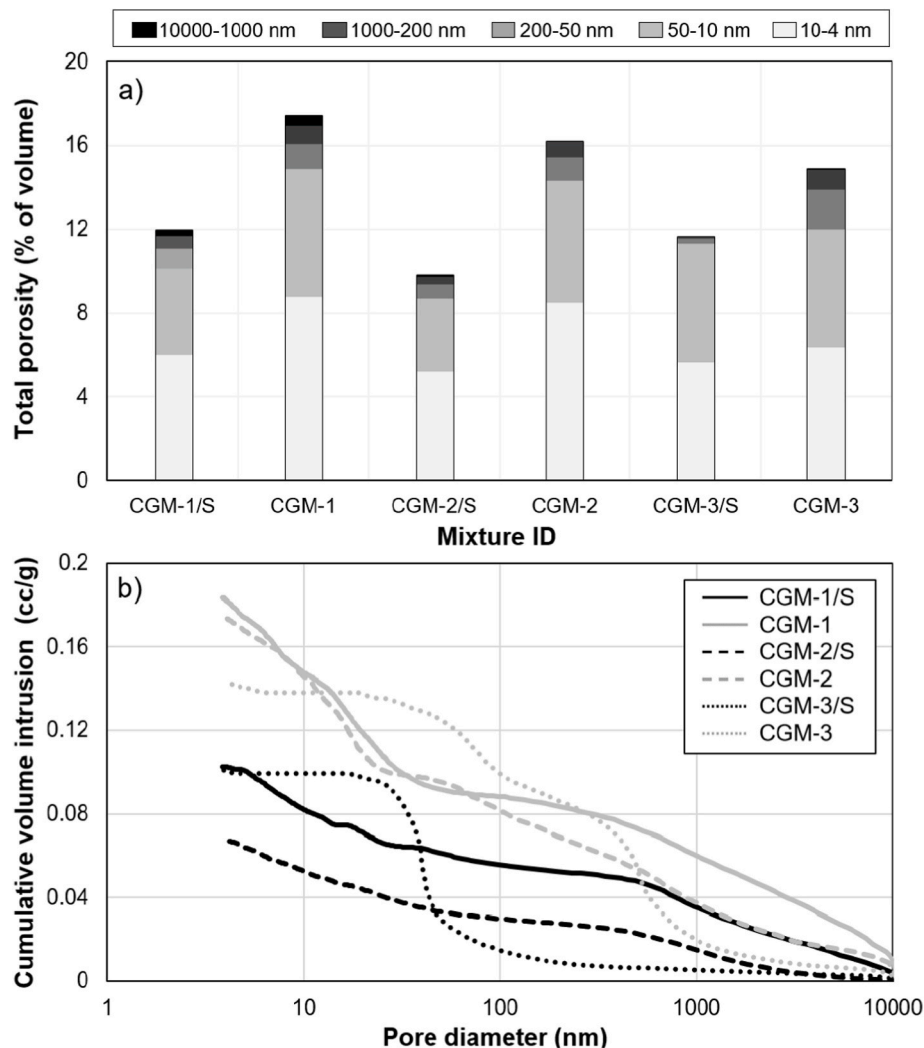 10000-1000 nm 1000-200 nm 200-50 nm 50-10 nm 10-4 nm
a)
Total porosity (% of volume)
20
16
12
8
4
0
CGM-1/S CGM-1 CGM-2/S CGM-2 CGM-3/S CGM-3
Mixture ID
b)
Cumulative volume intrusion (cc/g)
0.2
0.16
0.12
0.08
0.04
0
CGM-1/S
CGM-1
CGM-2/S
CGM-2
CGM-3/S
CGM-3
1 10 100 1000 10000
Pore diameter (nm)